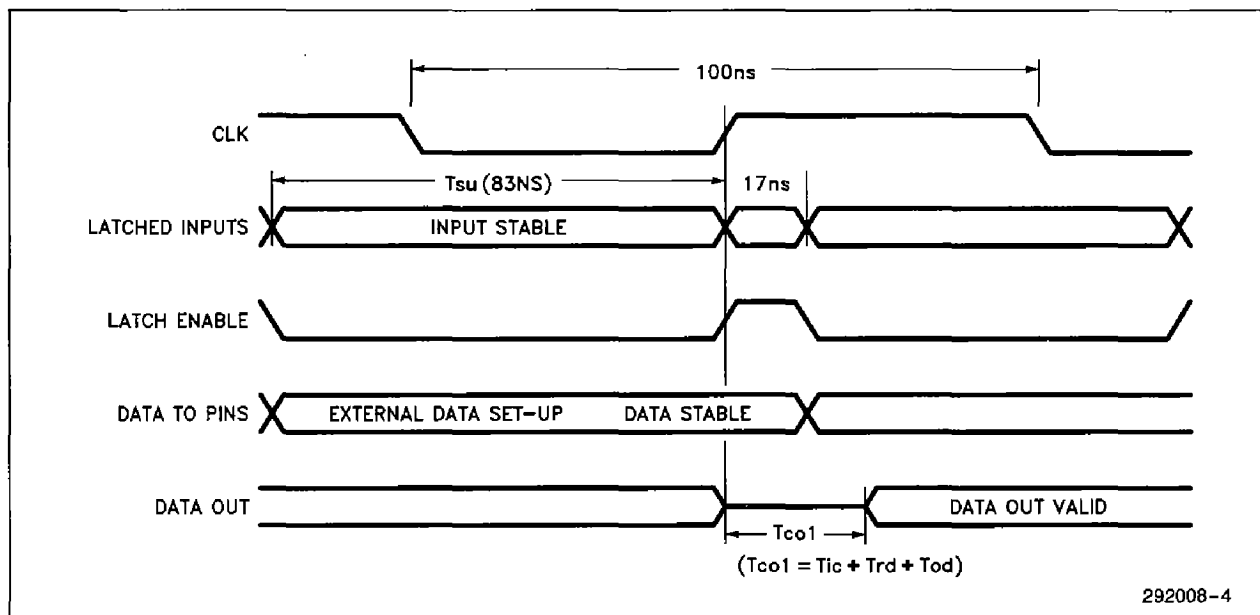 100ns
CLK
Tsu (83NS)
17ns
LATCHED INPUTS
INPUT STABLE
LATCH ENABLE
DATA TO PINS
EXTERNAL DATA SET-UP
DATA STABLE
DATA OUT
DATA OUT VALID
Tco1
(Tco1 = Tic + Trd + Tod)
292008-4